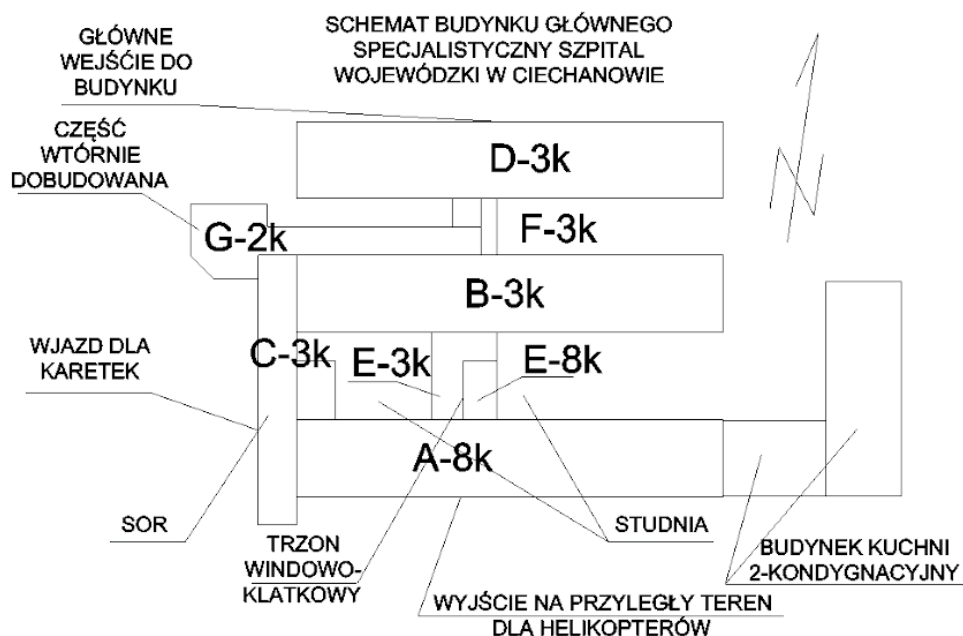 GŁÓWNE
WEJŚĆIE DO
BUDYNKU
SCHEMAT BUDYNKU GŁÓWNEGO
SPECJALISTYCZNY SZPITAL
WOJEWÓDZKI W CIECHANOWIE
CZĘŚĆ
WTÓRNIE
DOBUDOWANA
D-3k
G-2k
F-3k
B-3k
WJAZD DLA
KARETEK
C-3k
E-3k
E-8k
A-8k
SOR
TRZON
WINDOWO-
KLATKOWY
STUDNIA
BUDYNEK KUCHNI
2-KONDYGNACYJNY
WYJŚCIE NA PRZYLEGŁY TEREN
DLA HELIKOPTERÓW